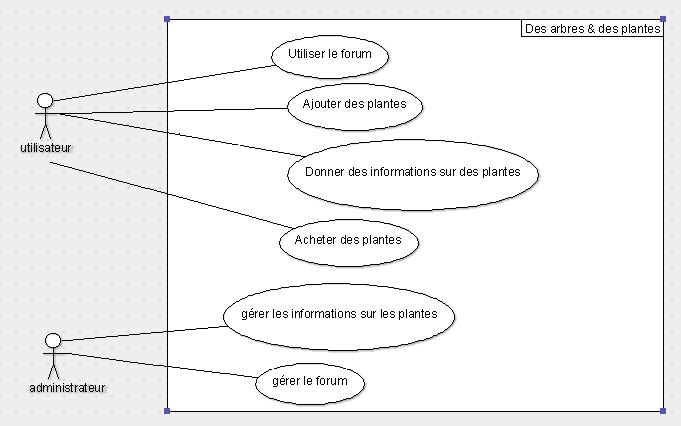 Des arbres & des plantes
Utiliser le forum
Ajouter des plantes
utilisateur
Donner des informations sur des plantes
Acheter des plantes
gérer les informations sur les plantes
gérer le forum
administrateur